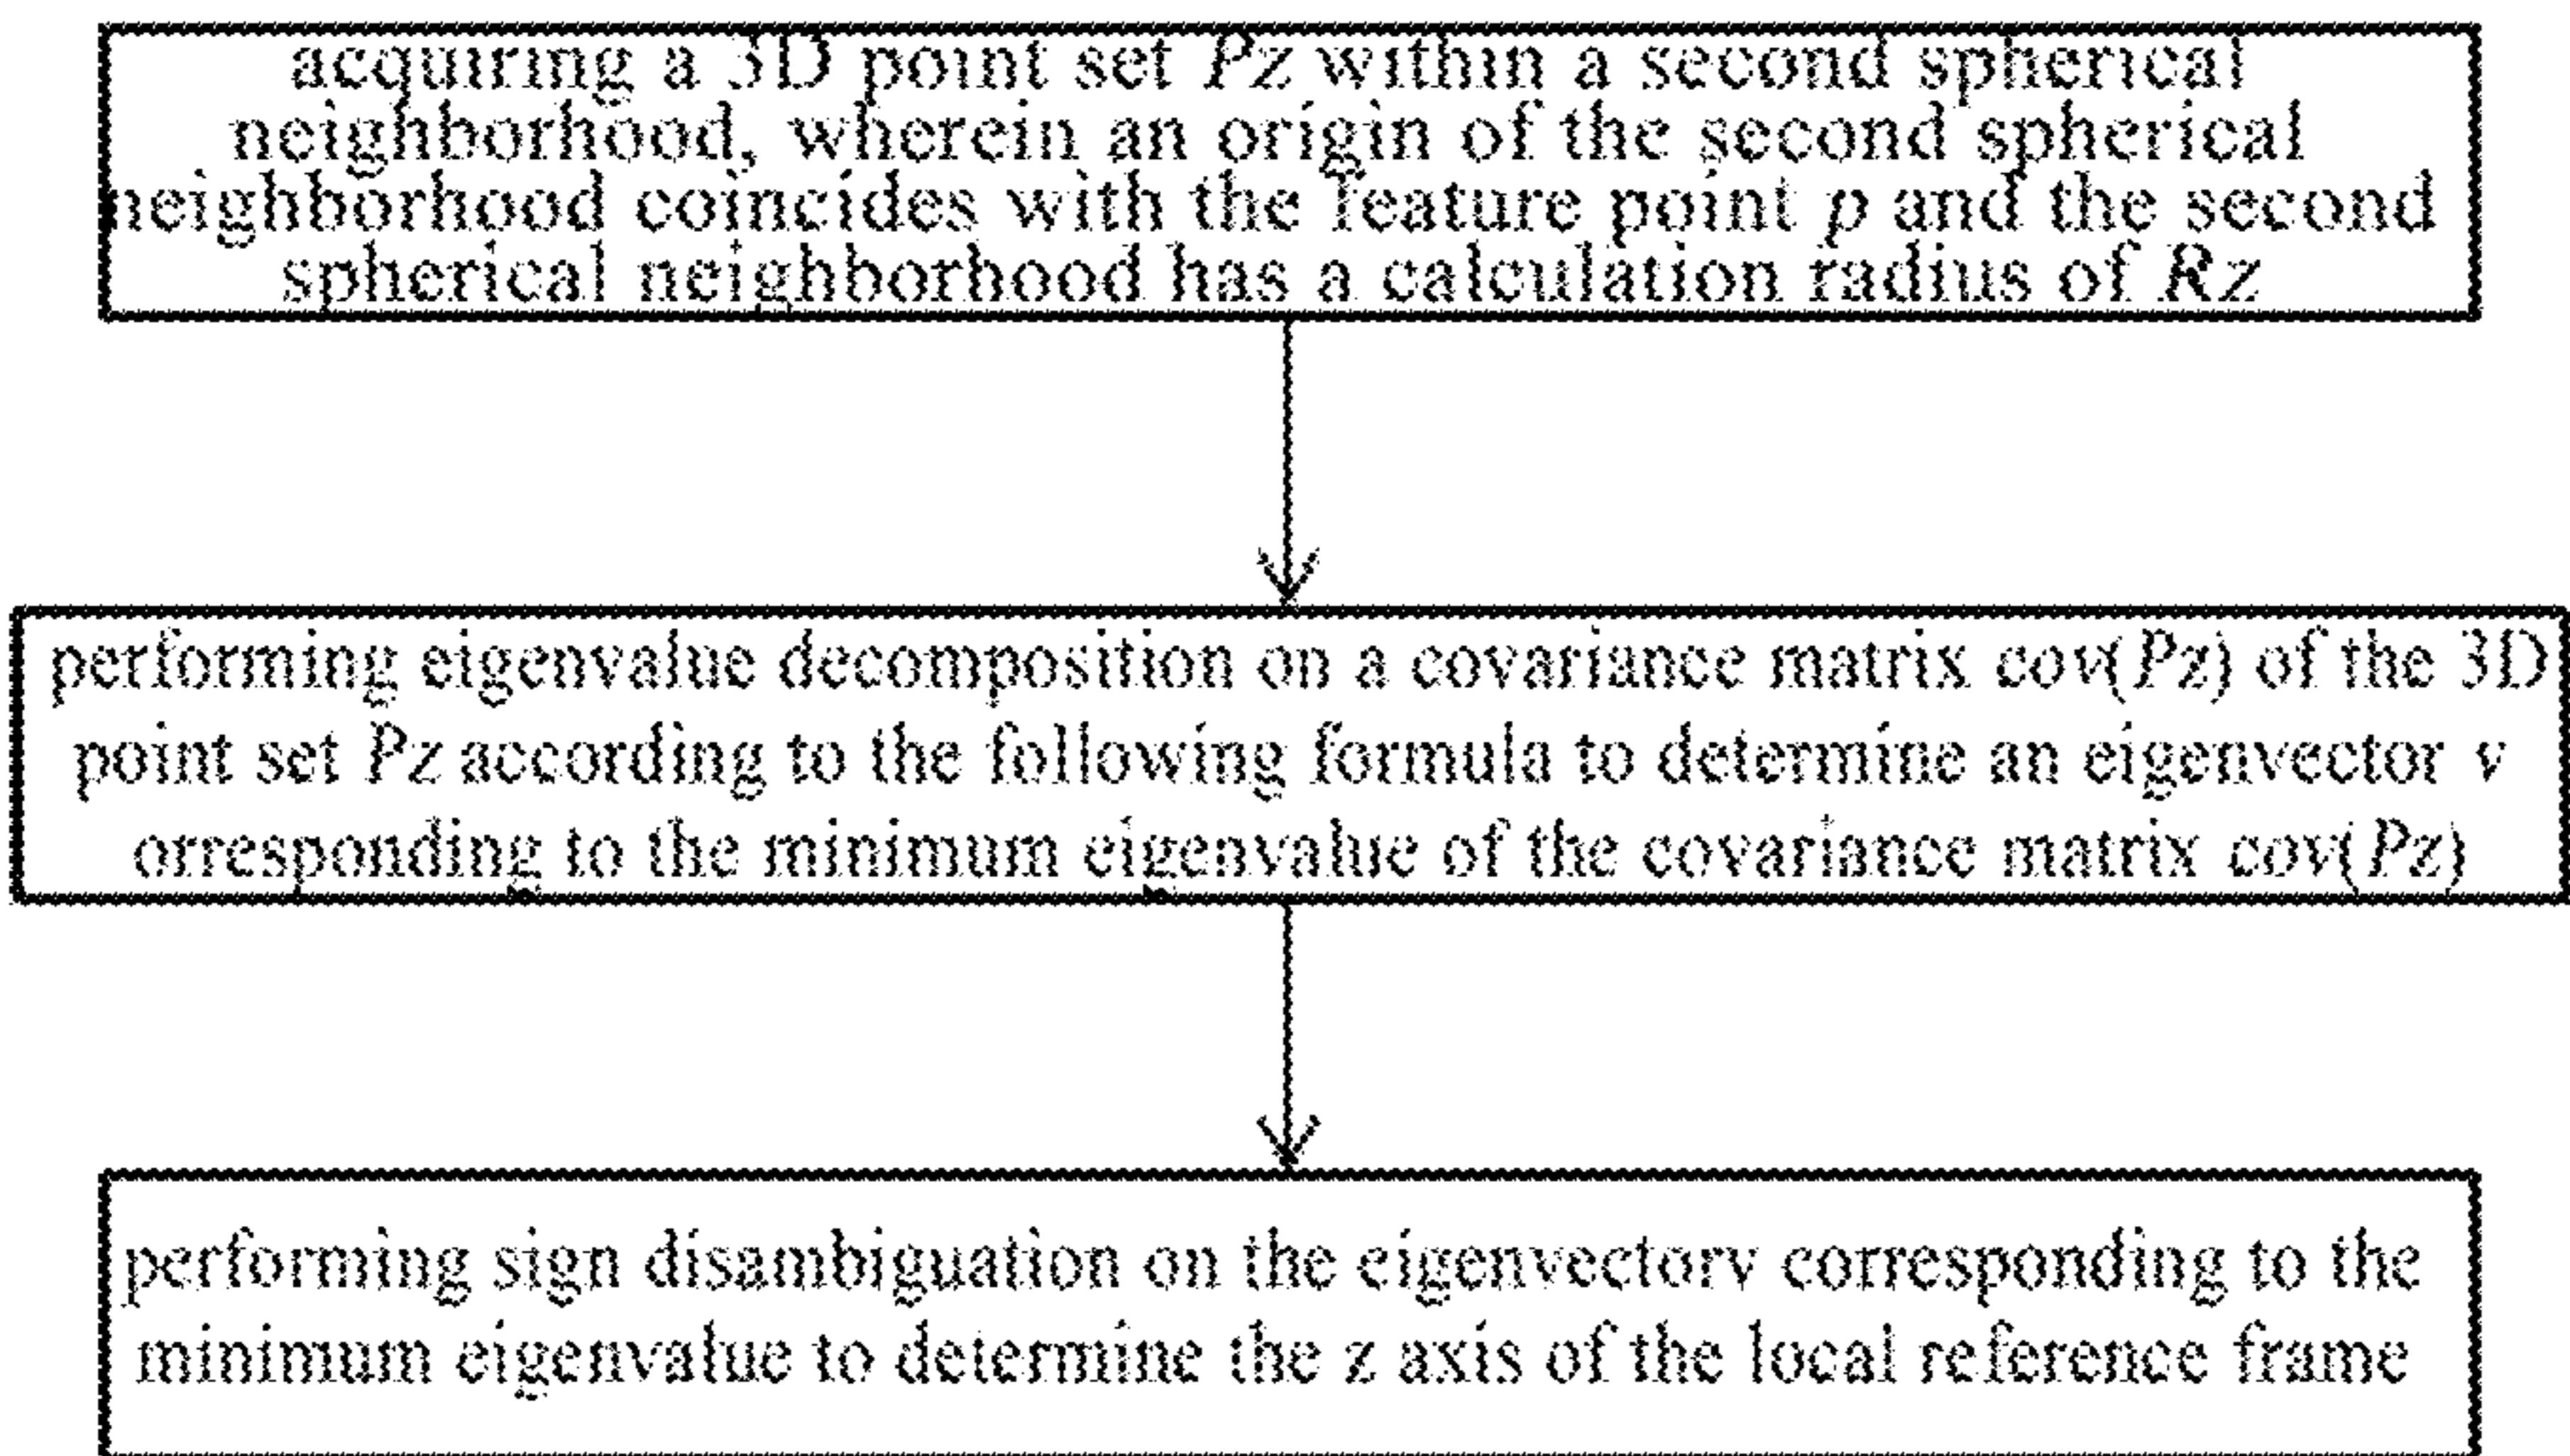 acquiring a 3D point set Pz within a second spherical
neighborhood, wherein an origin of the second spherical
neighborhood coincides with the feature point p and the second
spherical neighborhood has a calculation radius of Rz
performing eigenvalue decomposition on a covariance matrix cov(Pz) of the 3D
point set Pz according to the following formula to determine an eigenvector v
orresponding to the minimum eigenvalue of the covariance matrix cov(Pz)
performing sign disambiguation on the eigenvectorv corresponding to the
minimum eigenvalue to determine the z axis of the local reference frame